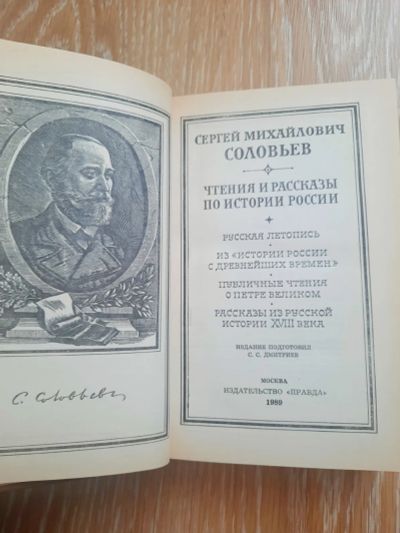 С. Соловьев
СЕРГЕЙ МИХАЙЛОВИЧ
СОЛОВЬЕВ
ЧТЕНИЯ И РАССКАЗЫ
ПО ИСТОРИИ РОССИИ
РУССКАЯ ЛЕТОПИСЬ
ИЗ «ИСТОРИИ РОССИИ
С ДРЕВНЕЙШИХ ВРЕМЕН»
ПУБЛИЧНЫЕ ЧТЕНИЯ
О ПЕТРЕ ВЕЛИКОМ
РАССКАЗЫ ИЗ РУССКОЙ
ИСТОРИИ XVIII ВЕКА
ИЗДАНИЕ ПОДГОТОВИЛ
С. С. ДМИТРИЕВ
МОСКВА
ИЗДАТЕЛЬСТВО «ПРАВДА»
1989